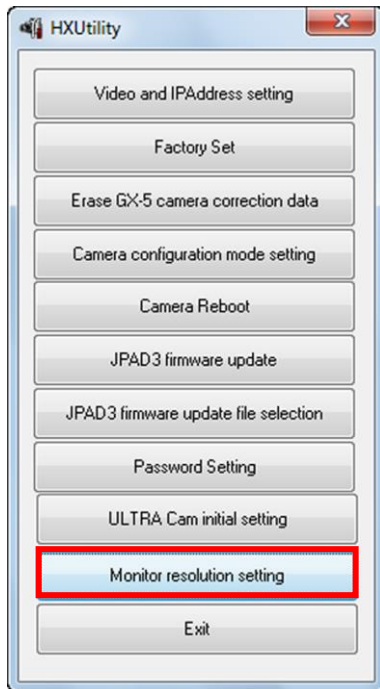 HXUtility
Video and IPAddress setting
Factory Set
Erase GX-5 camera correction data
Camera configuration mode setting
Camera Reboot
JPAD3 firmware update
JPAD3 firmware update file selection
Password Setting
ULTRA Cam initial setting
Monitor resolution setting
Exit